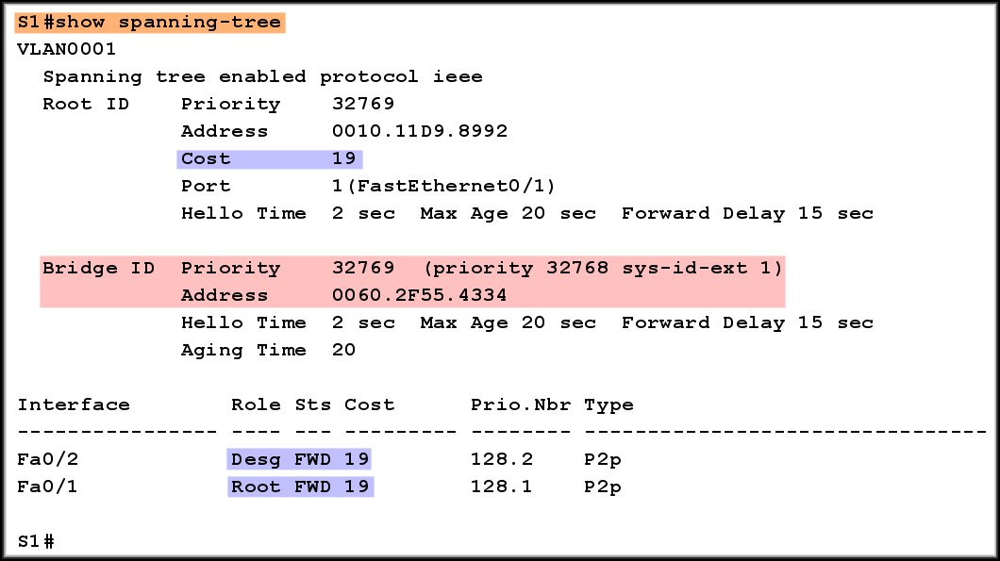 S1#show spanning-tree
VLAN0001
  Spanning tree enabled protocol ieee
  Root ID    Priority    32769
             Address     0010.11D9.8992
             Cost        19
             Port        1(FastEthernet0/1)
             Hello Time  2 sec  Max Age 20 sec  Forward Delay 15 sec
  Bridge ID  Priority    32769  (priority 32768 sys-id-ext 1)
             Address     0060.2F55.4334
             Hello Time  2 sec  Max Age 20 sec  Forward Delay 15 sec
             Aging Time  20
Interface        Role Sts Cost      Prio.Nbr Type
---------------- ---- --- --------- -------- --------------------------------
Fa0/2            Desg FWD 19        128.2    P2p
Fa0/1            Root FWD 19        128.1    P2p
S1#